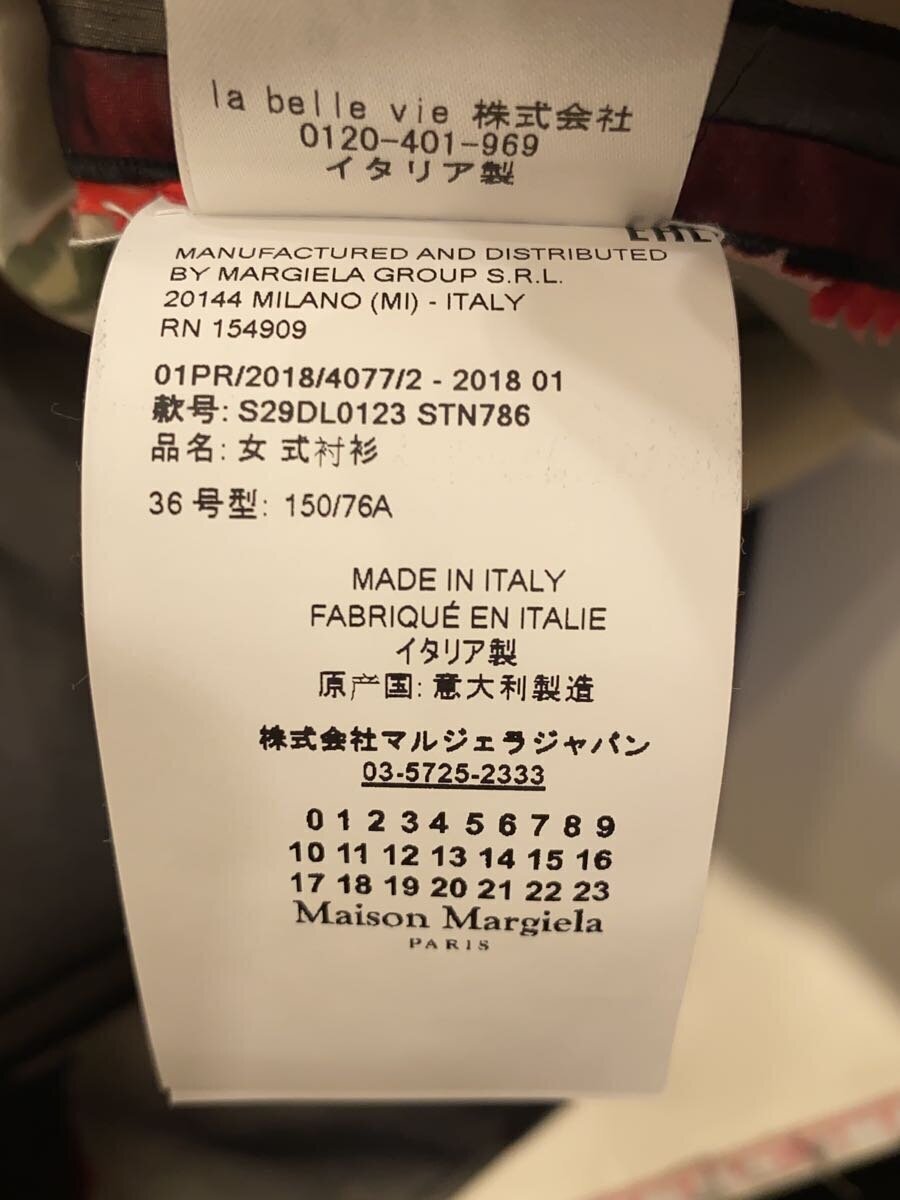 la belle vie 株式会社
0120-401-969
イタリア製
MANUFACTURED AND DISTRIBUTED
BY MARGIELA GROUP S.R.L.
20144 MILANO (MI) - ITALY
RN 154909
01PR/2018/4077/2 - 2018 01
款号: S29DL0123 STN786
品名: 女 式衬衫
36 号型: 150/76A
MADE IN ITALY
FABRIQUÉ EN ITALIE
イタリア製
原产国: 意大利製造
株式会社マルジェラジャパン
03-5725-2333
0 1 2 3 4 5 6 7 8 9
10 11 12 13 14 15 16
17 18 19 20 21 22 23
Maison Margiela
PARIS